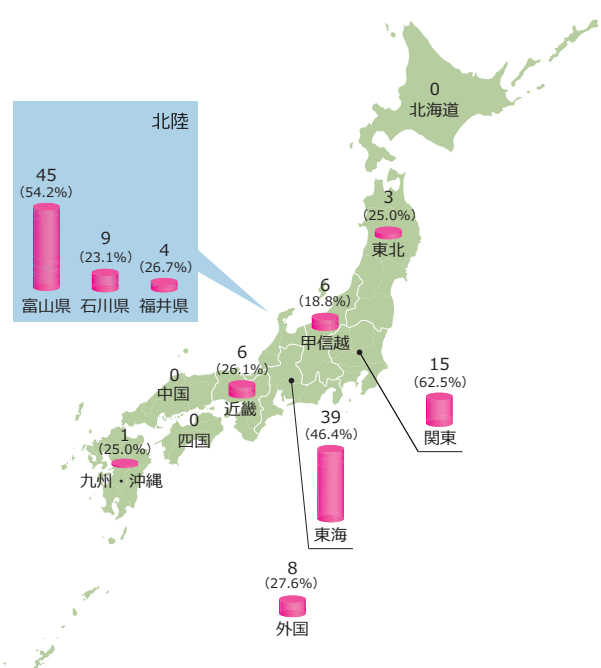 0
北海道
北陸
45
(54.2%)
富山県
9
(23.1%)
石川県
4
(26.7%)
福井県
3
(25.0%)
東北
6
(18.8%)
甲信越
15
(62.5%)
関東
6
(26.1%)
近畿
0
中国
0
四国
1
(25.0%)
九州・沖縄
39
(46.4%)
東海
8
(27.6%)
外国